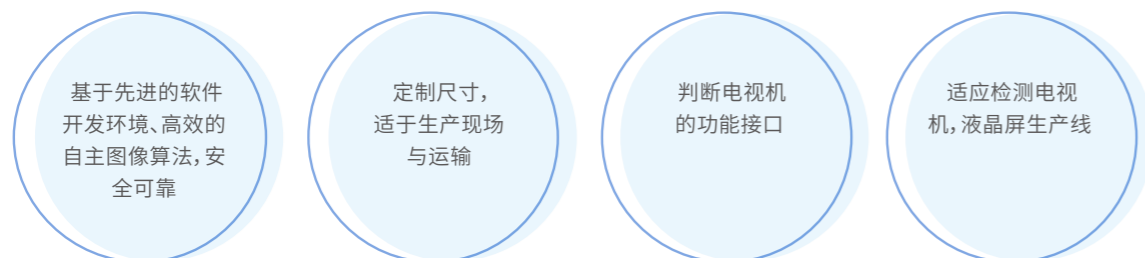 基于先进的软件
开发环境、高效的
自主图像算法,安
全可靠
定制尺寸,
适于生产现场
与运输
判断电视机
的功能接口
适应检测电视
机,液晶屏生产线